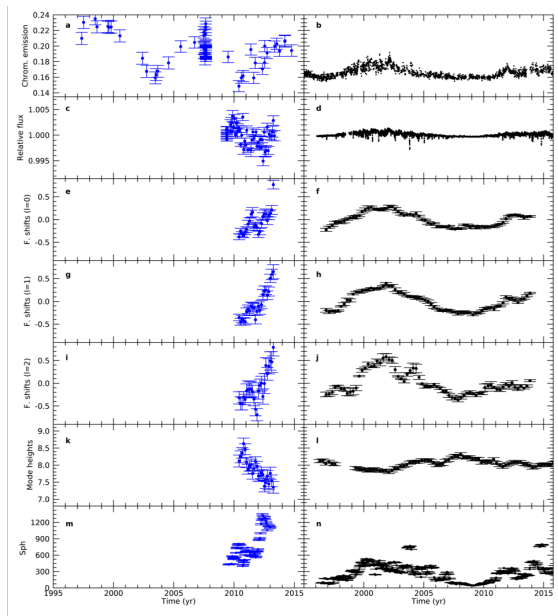 0.24
0.22
0.20
0.18
0.16
0.14
Chrom. emission
a
b
1.005
1.000
0.995
Relative flux
c
d
0.5
0.0
-0.5
F. shifts (l=0)
e
f
0.5
0.0
-0.5
F. shifts (l=1)
g
h
0.5
0.0
-0.5
F. shifts (l=2)
i
j
9.0
8.5
8.0
7.5
7.0
Mode heights
k
l
1200
900
600
300
0
Sph
m
n
1995 2000 2005 2010 2015
2000 2005 2010 2015
Time (yr) Time (yr)